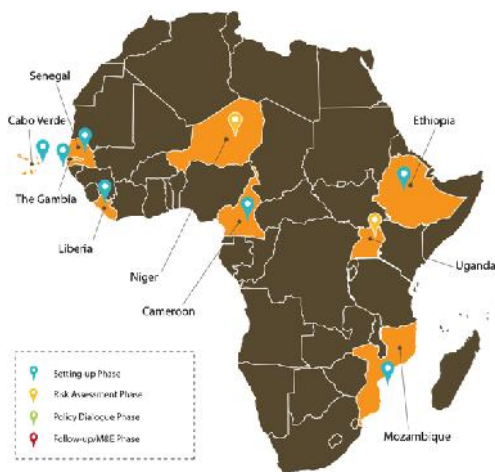 Senegal
Cabo Verde
Ethiopia
The Gambia
Liberia
Uganda
Niger
Cameroon
Mozambique
Setting-up Phase
Risk Assessment Phase
Policy Dialogue Phase
Follow-up/M&E Phase